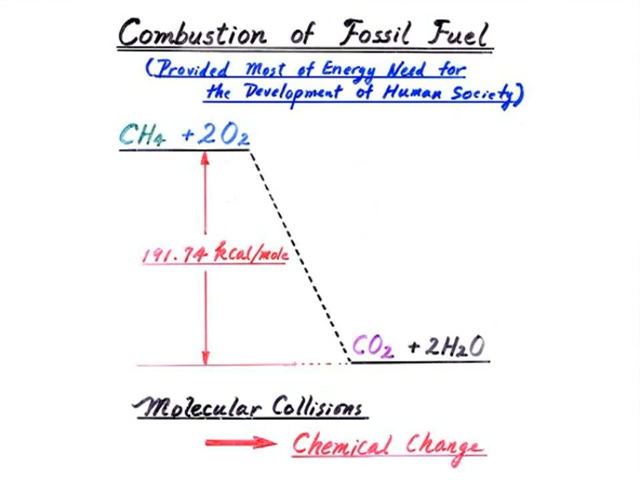 Combustion of Fossil Fuel
(Provided Most of Energy Need for
the Development of Human Society)
CH4 + 2O2
191.74 kcal/mole
CO2 + 2H2O
Molecular Collisions
Chemical Change